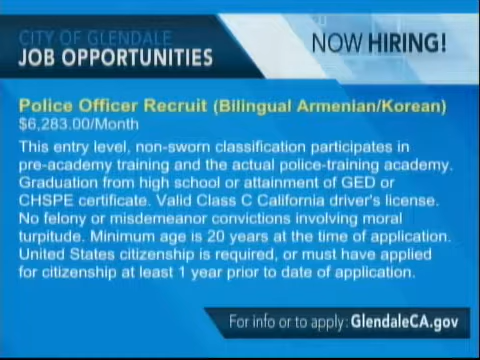 CITY OF GLENDALE
JOB OPPORTUNITIES
NOW HIRING!
Police Officer Recruit (Bilingual Armenian/Korean)
$6,283.00/Month
This entry level, non-sworn classification participates in
pre-academy training and the actual police-training academy.
Graduation from high school or attainment of GED or
CHSPE certificate. Valid Class C California driver's license.
No felony or misdemeanor convictions involving moral
turpitude. Minimum age is 20 years at the time of application.
United States citizenship is required, or must have applied
for citizenship at least 1 year prior to date of application.
For info or to apply: GlendaleCA.gov